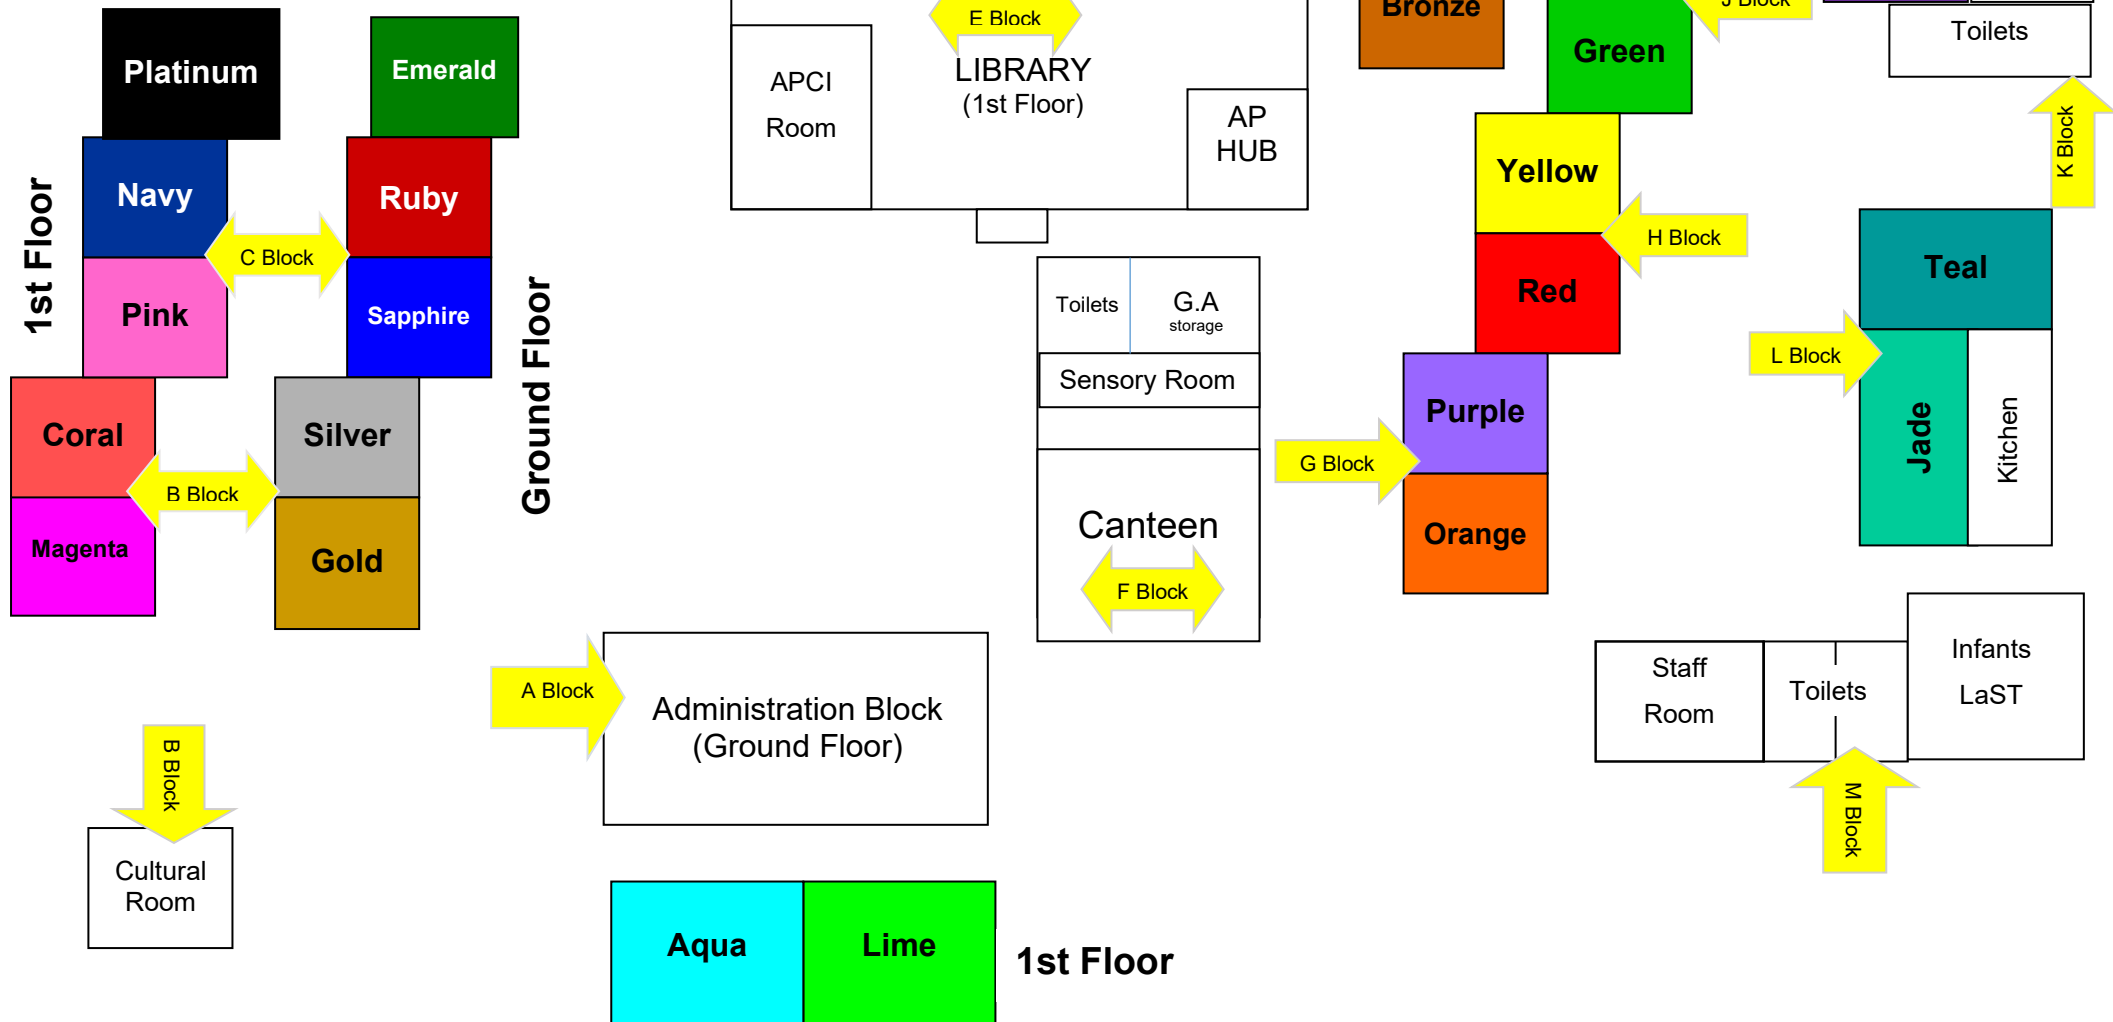 Platinum
Emerald
Navy
Ruby
C Block
1st Floor
Pink
Sapphire
Coral
Silver
B Block
Magenta
Gold
Ground Floor
B Block
Cultural
Room
E Block
LIBRARY
(1st Floor)
APCI
Room
AP
HUB
Toilets
G.A
storage
Sensory Room
Canteen
F Block
A Block
Administration Block
(Ground Floor)
Aqua
Lime
1st Floor
Bronze
Green
J Block
Toilets
K Block
Yellow
H Block
Red
Purple
G Block
Orange
Teal
L Block
Jade
Kitchen
Staff
Room
Toilets
Infants
LaST
M Block